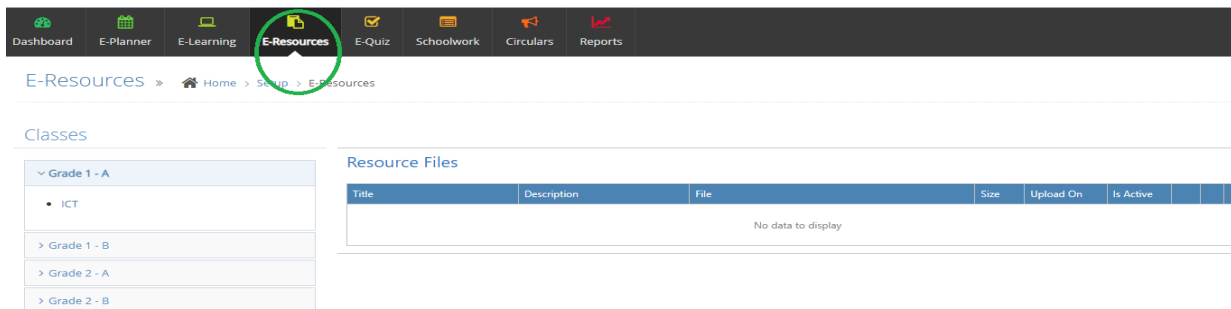 Dashboard E-Planner E-Learning E-Resources E-Quiz Schoolwork Circulars Reports
E-Resources » Home > Setup > E-Resources
Classes
Grade 1 - A
ICT
Grade 1 - B
Grade 2 - A
Grade 2 - B
Resource Files
Title Description File Size Upload On Is Active
No data to display